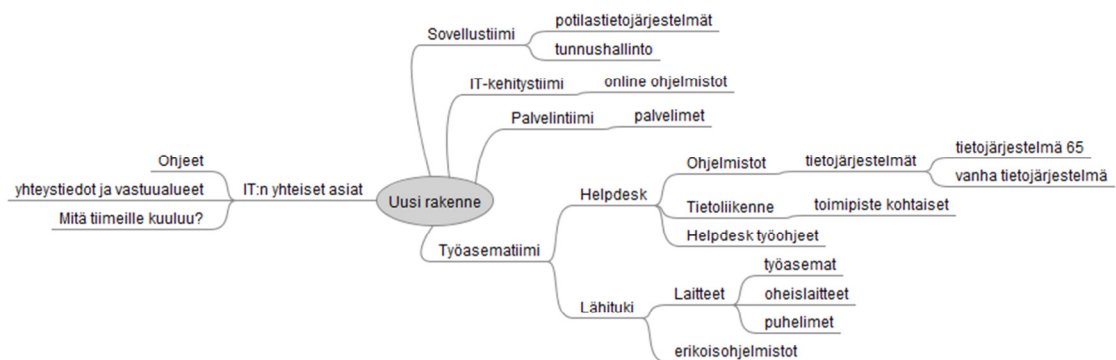 potilastietojärjestelmät
Sovellustiimi
tunnushallinto
IT-kehitystiimi
online ohjelmistot
Palvelintiimi
palvelimet
Ohjeet
yhteystiedot ja vastuualueet
IT:n yhteiset asiat
Mitä tiimeille kuuluu?
Uusi rakenne
Työasematiimi
Helpdesk
Ohjelmistot
tietojärjestelmät
tietojärjestelmä 65
vanha tietojärjestelmä
Tietoliikenne
toimipiste kohtaiset
Helpdesk työohjeet
Lähituki
Laitteet
työasemat
oheislaitteet
puhelimet
erikoisohjelmistot